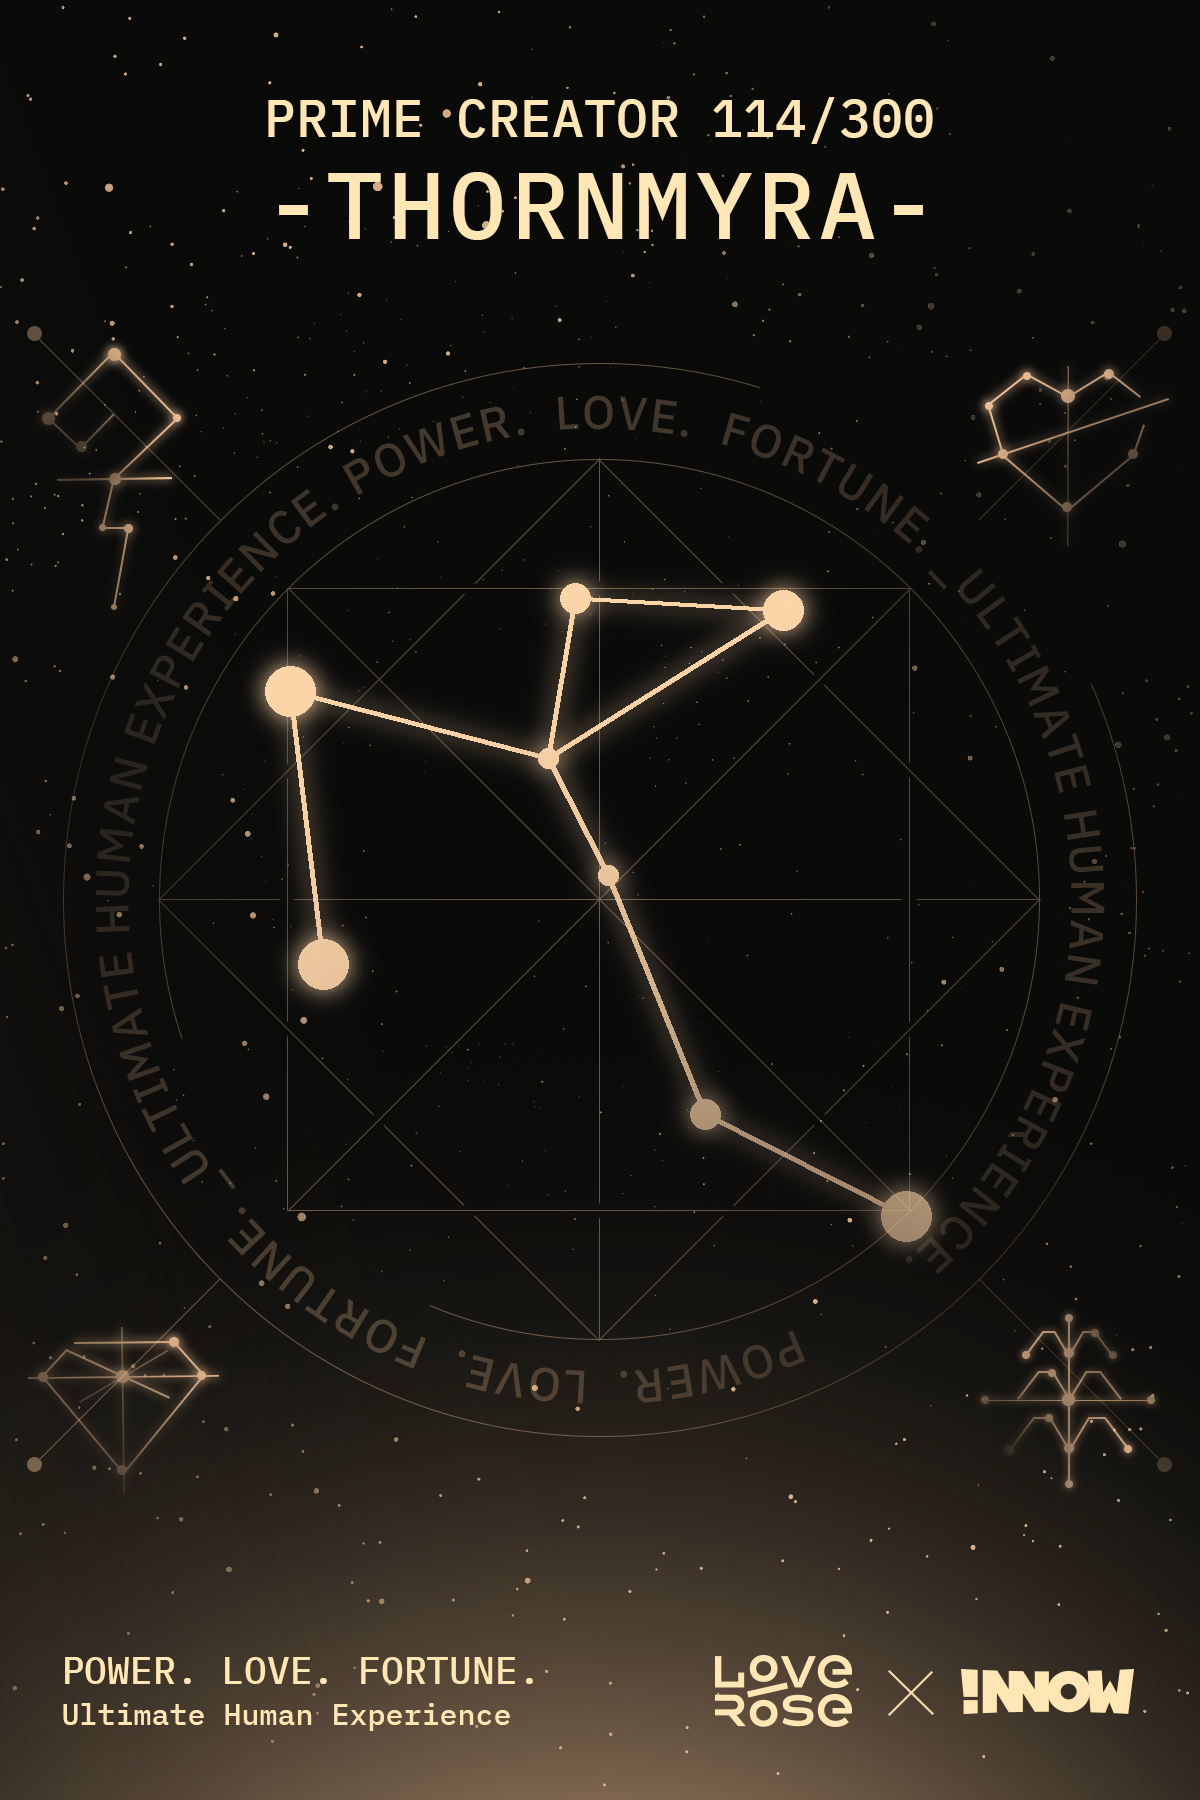 PRIME CREATOR 114/300
-THORNMYRA-
POWER. LOVE. FORTUNE. – ULTIMATE HUMAN EXPERIENCE.
POWER. LOVE. FORTUNE. – ULTIMATE HUMAN EXPERIENCE.
POWER. LOVE. FORTUNE.
Ultimate Human Experience
LOVE
ROSE
!NNOW